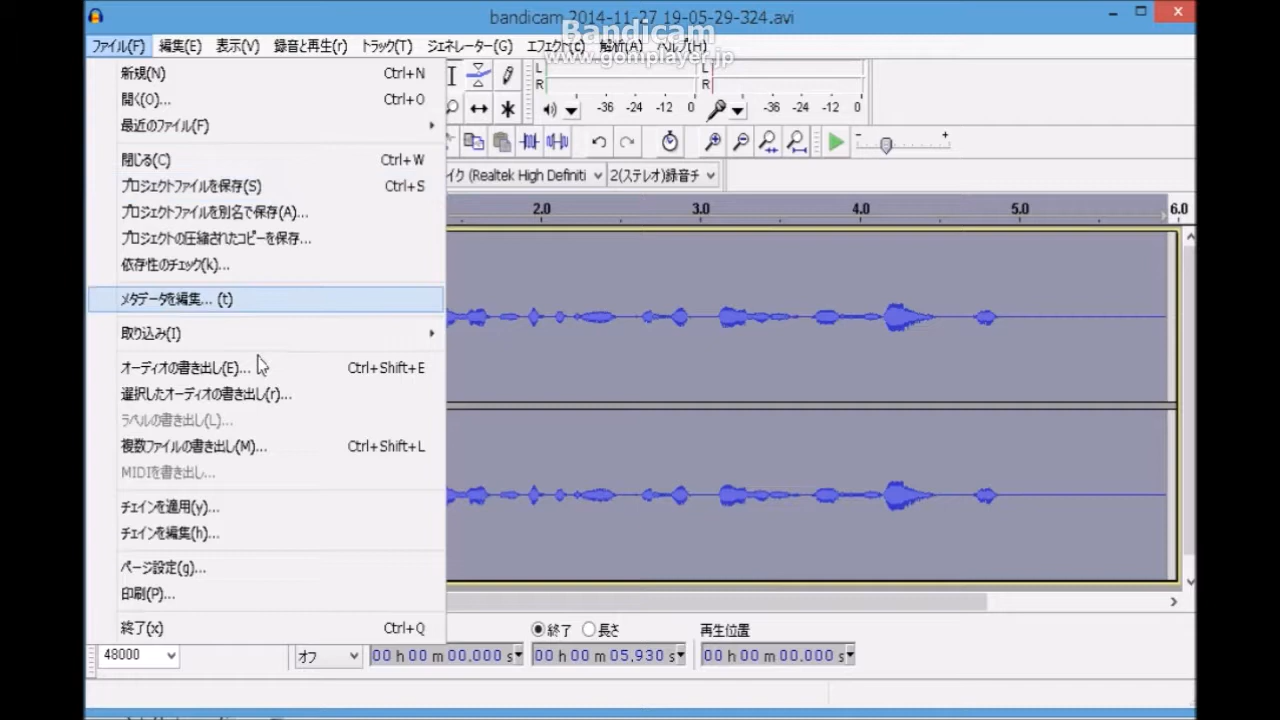 bandicam 2014-11-27 19-05-29-324.avi
Bandicam
www.gomplayer.jp
ファイル(F) 編集(E) 表示(V) 録音と再生(r) トラック(T) ジェネレーター(G) エフェクト(c) 解析(A) ヘルプ(H)
新規(N) Ctrl+N
開く(O)... Ctrl+O
最近のファイル(F)
閉じる(C) Ctrl+W
プロジェクトファイルを保存(S) Ctrl+S
プロジェクトファイルを別名で保存(A)...
プロジェクトの圧縮されたコピーを保存...
依存性のチェック(k)...
メタデータを編集... (t)
取り込み(I)
オーディオの書き出し(E)... Ctrl+Shift+E
選択したオーディオの書き出し(r)...
ラベルの書き出し(L)...
複数ファイルの書き出し(M)... Ctrl+Shift+L
MIDIを書き出し...
チェインを適用(y)...
チェインを編集(h)...
ページ設定(g)...
印刷(P)...
終了(x) Ctrl+Q
L
R
-36 -24 -12 0
L
R
-36 -24 -12 0
イク (Realtek High Definiti 2(ステレオ)録音チ
2.0 3.0 4.0 5.0 6.0
終了 長さ 再生位置
48000 オフ 00 h 00 m 00.000 s 00 h 00 m 05.930 s 00 h 00 m 00.000 s